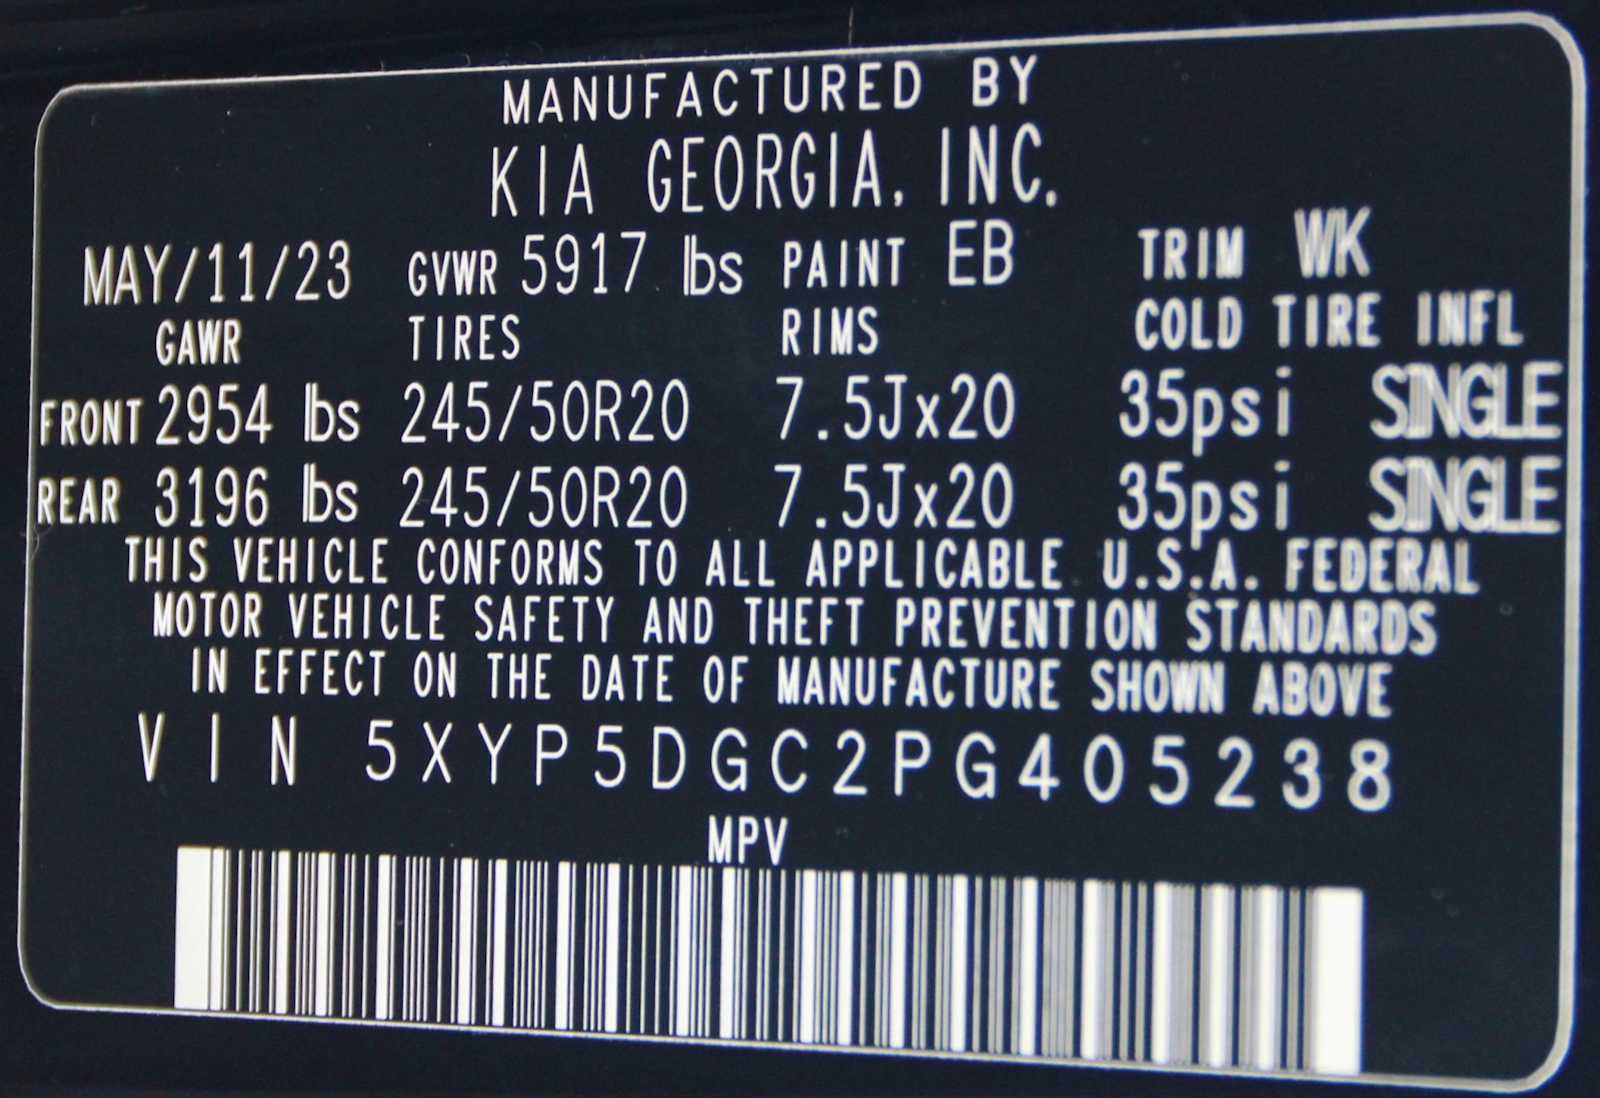 MANUFACTURED BY
KIA GEORGIA, INC.
MAY/11/23 GVWR 5917 lbs PAINT EB TRIM WK
GAWR TIRES RIMS COLD TIRE INFL
FRONT 2954 lbs 245/50R20 7.5Jx20 35psi SINGLE
REAR 3196 lbs 245/50R20 7.5Jx20 35psi SINGLE
THIS VEHICLE CONFORMS TO ALL APPLICABLE U.S.A. FEDERAL
MOTOR VEHICLE SAFETY AND THEFT PREVENTION STANDARDS
IN EFFECT ON THE DATE OF MANUFACTURE SHOWN ABOVE
VIN 5XYP5DGC2PG405238
MPV